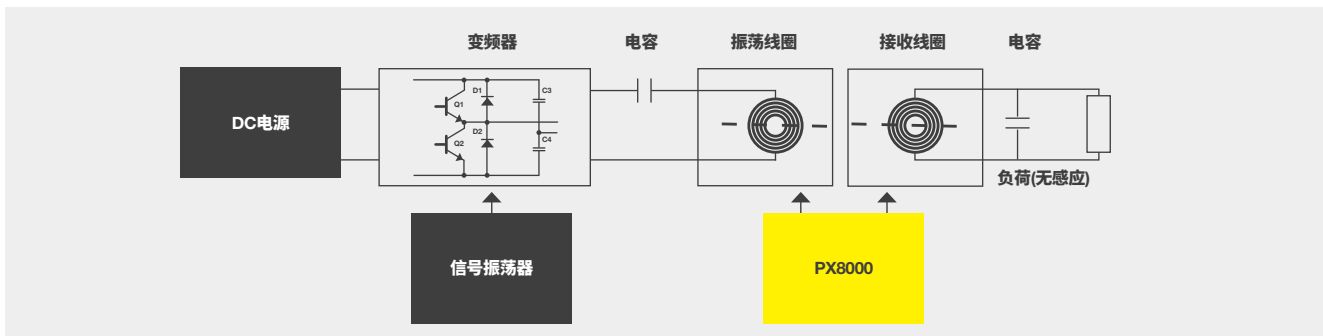 变频器
电容
振荡线圈
接收线圈
电容
DC电源
Q1
D1
C3
Q2
D2
C4
负荷(无感应)
信号振荡器
PX8000